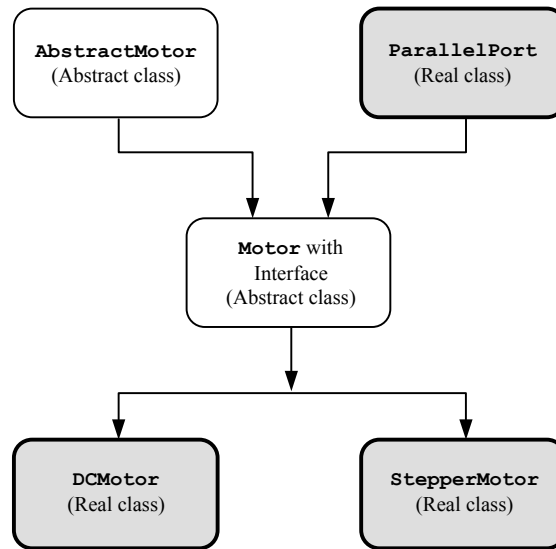 AbstractMotor
(Abstract class)
ParallelPort
(Real class)
Motor with
Interface
(Abstract class)
DCMotor
(Real class)
StepperMotor
(Real class)